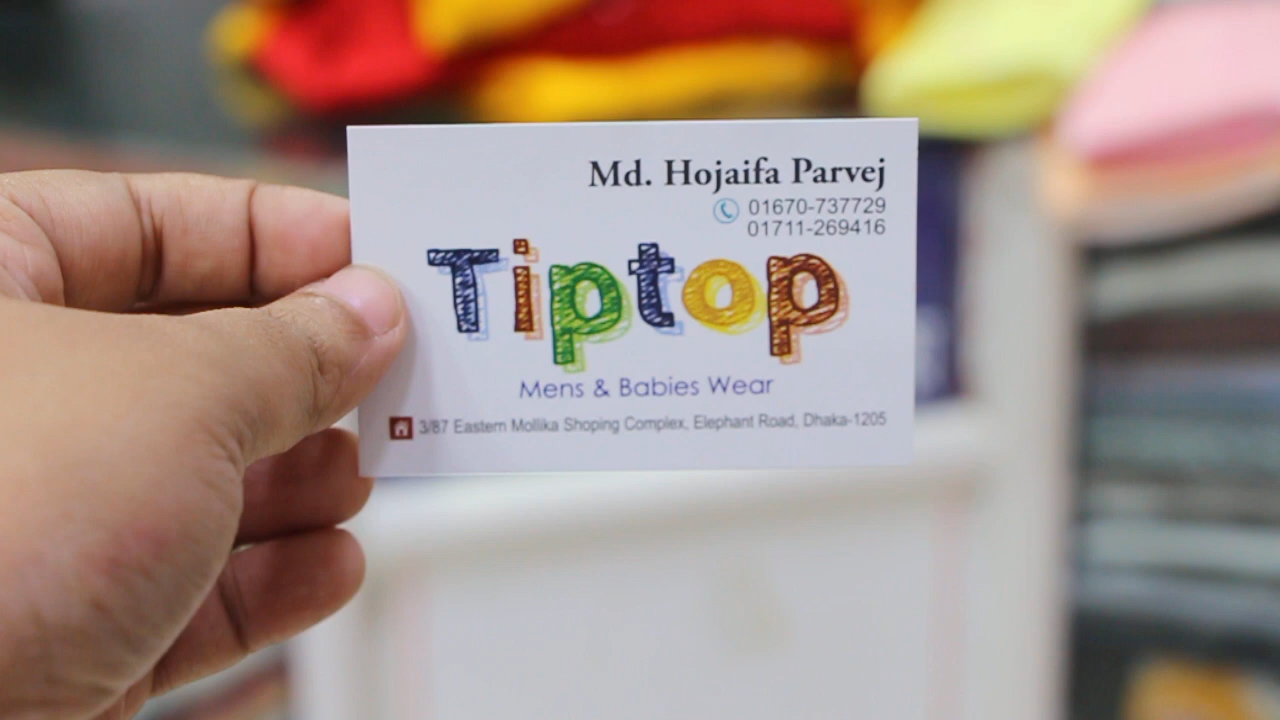 Md. Hojaifa Parvej
01670-737729
01711-269416
Tiptop
Mens & Babies Wear
3/87 Eastern Mollika Shoping Complex, Elephant Road, Dhaka-1205